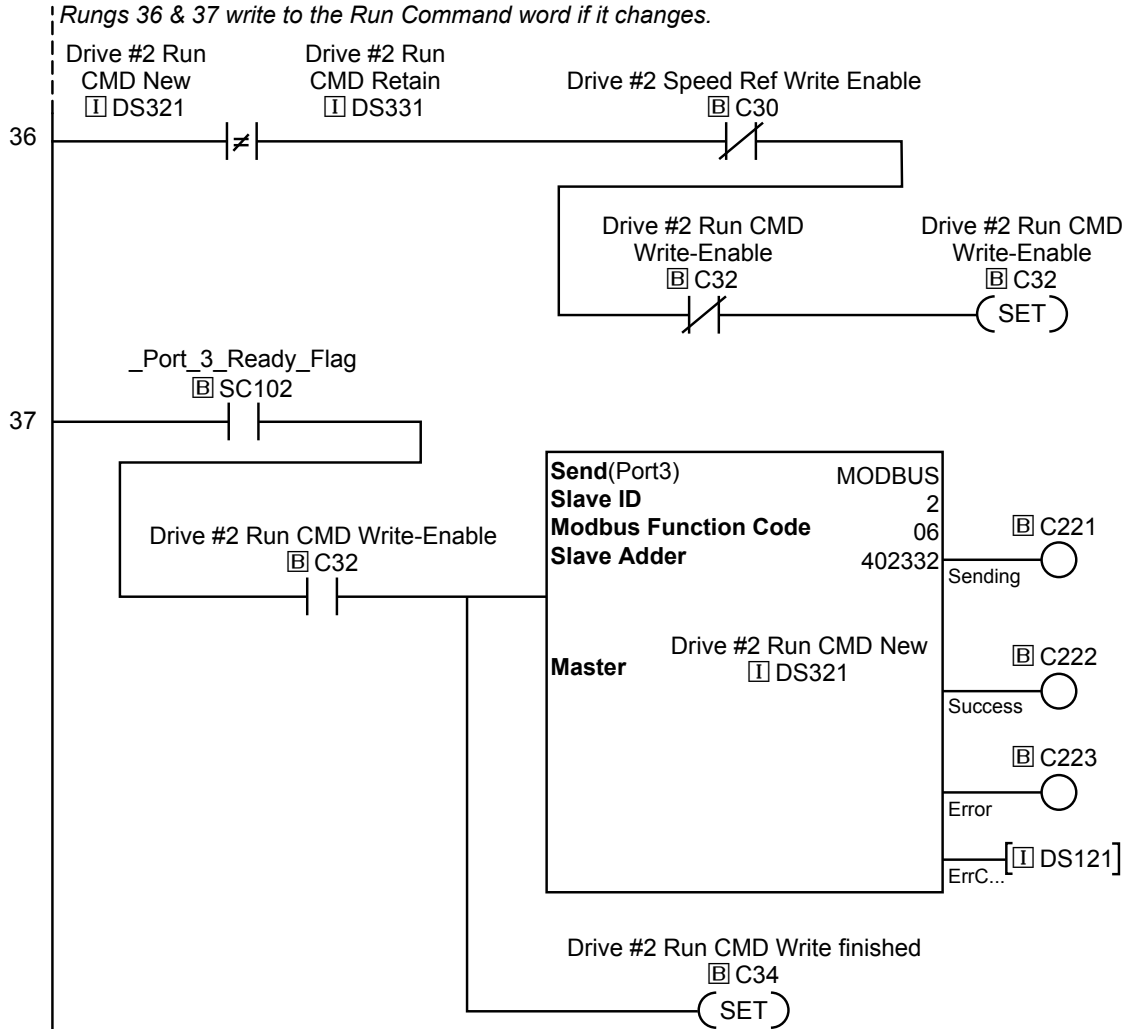 Rungs 36 & 37 write to the Run Command word if it changes.
Drive #2 Run
CMD New
I DS321
Drive #2 Run
CMD Retain
I DS331
Drive #2 Speed Ref Write Enable
B C30
36
≠
Drive #2 Run CMD
Write-Enable
B C32
Drive #2 Run CMD
Write-Enable
B C32
SET
_Port_3_Ready_Flag
B SC102
37
Drive #2 Run CMD Write-Enable
B C32
Send(Port3) MODBUS
Slave ID 2
Modbus Function Code 06
Slave Adder 402332
Master
Drive #2 Run CMD New
I DS321
Sending
B C221
Success
B C222
Error
B C223
ErrC...
[I DS121]
Drive #2 Run CMD Write finished
B C34
SET